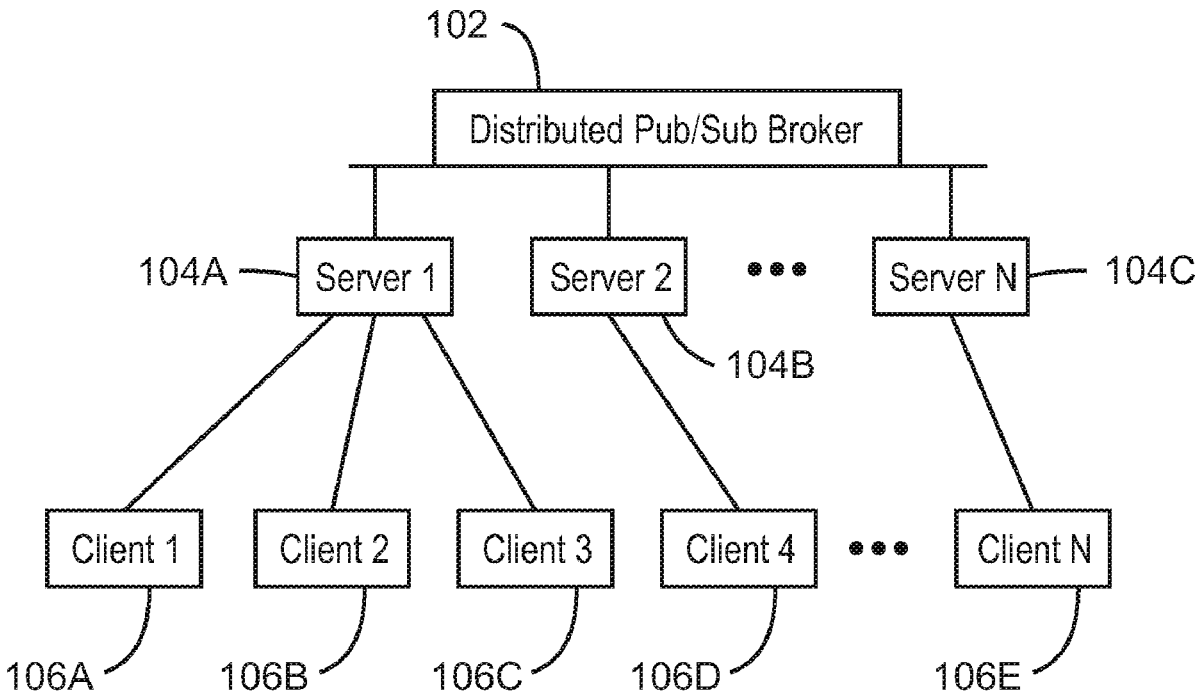 102
Distributed Pub/Sub Broker
104A
Server 1
Server 2
•••
Server N
104C
104B
Client 1
Client 2
Client 3
Client 4
•••
Client N
106A
106B
106C
106D
106E